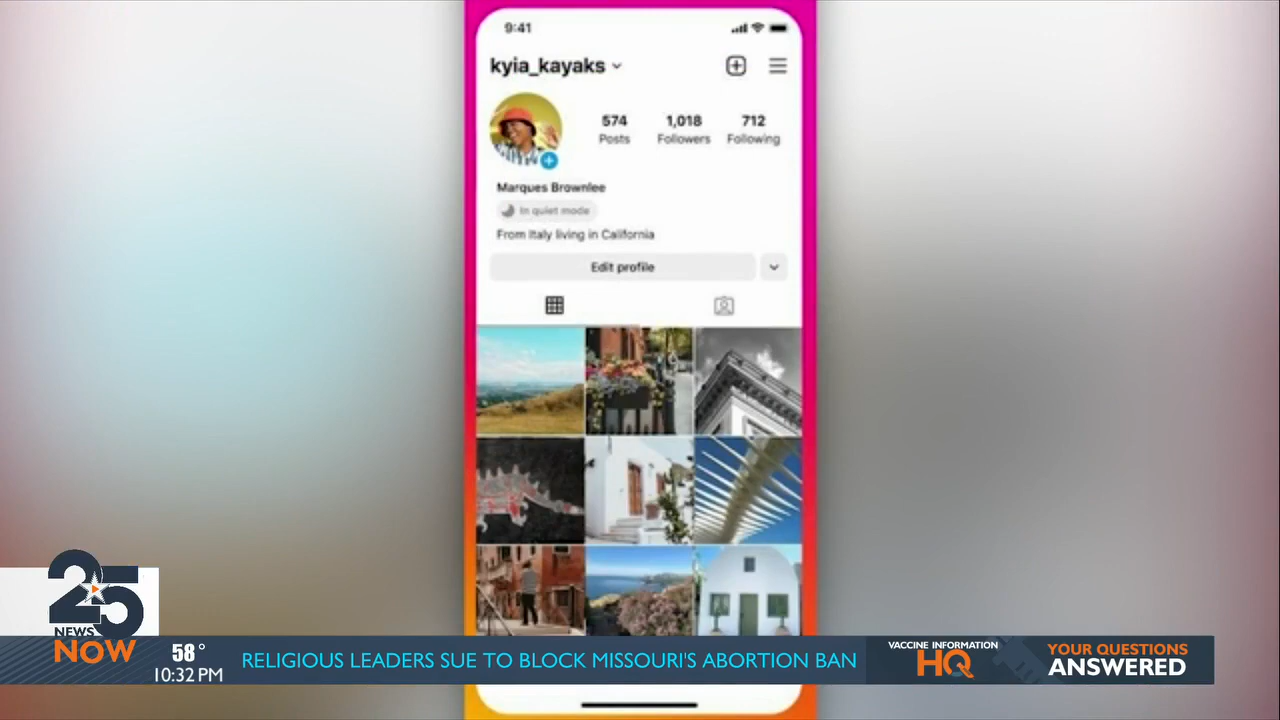 9:41
kyia_kayaks
574
1,018
712
Posts
Followers
Following
Marques Brownlee
In quiet mode
From Italy living in California
Edit profile
25
NEWS
NOW
58°
10:32 PM
RELIGIOUS LEADERS SUE TO BLOCK MISSOURI'S ABORTION BAN
VACCINE INFORMATION
HQ
YOUR QUESTIONS
ANSWERED